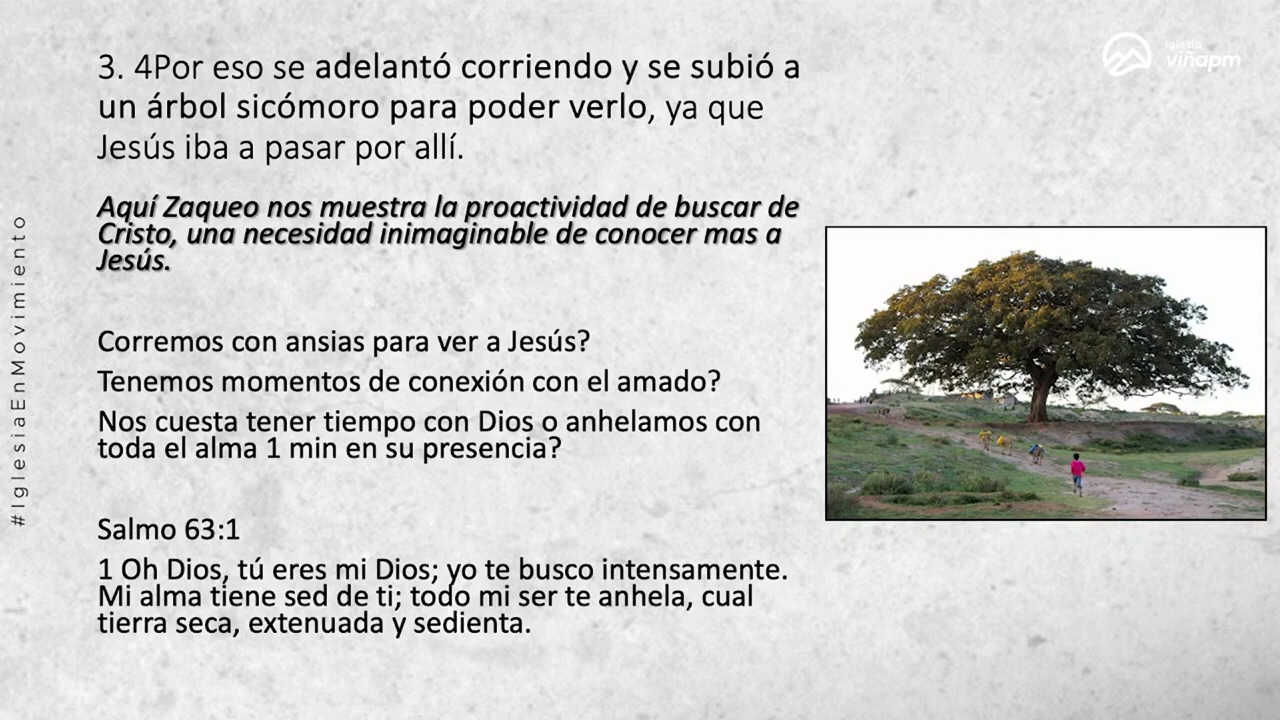 3. 4Por eso se adelantó corriendo y se subió a
un árbol sicómoro para poder verlo, ya que
Jesús iba a pasar por allí.
Aquí Zaqueo nos muestra la proactividad de buscar de
Cristo, una necesidad inimaginable de conocer mas a
Jesús.
Corremos con ansias para ver a Jesús?
Tenemos momentos de conexión con el amado?
Nos cuesta tener tiempo con Dios o anhelamos con
toda el alma 1 min en su presencia?
Salmo 63:1
1 Oh Dios, tú eres mi Dios; yo te busco intensamente.
Mi alma tiene sed de ti; todo mi ser te anhela, cual
tierra seca, extenuada y sedienta.
#IglesiaEnMovimiento
Iglesia
viñapm